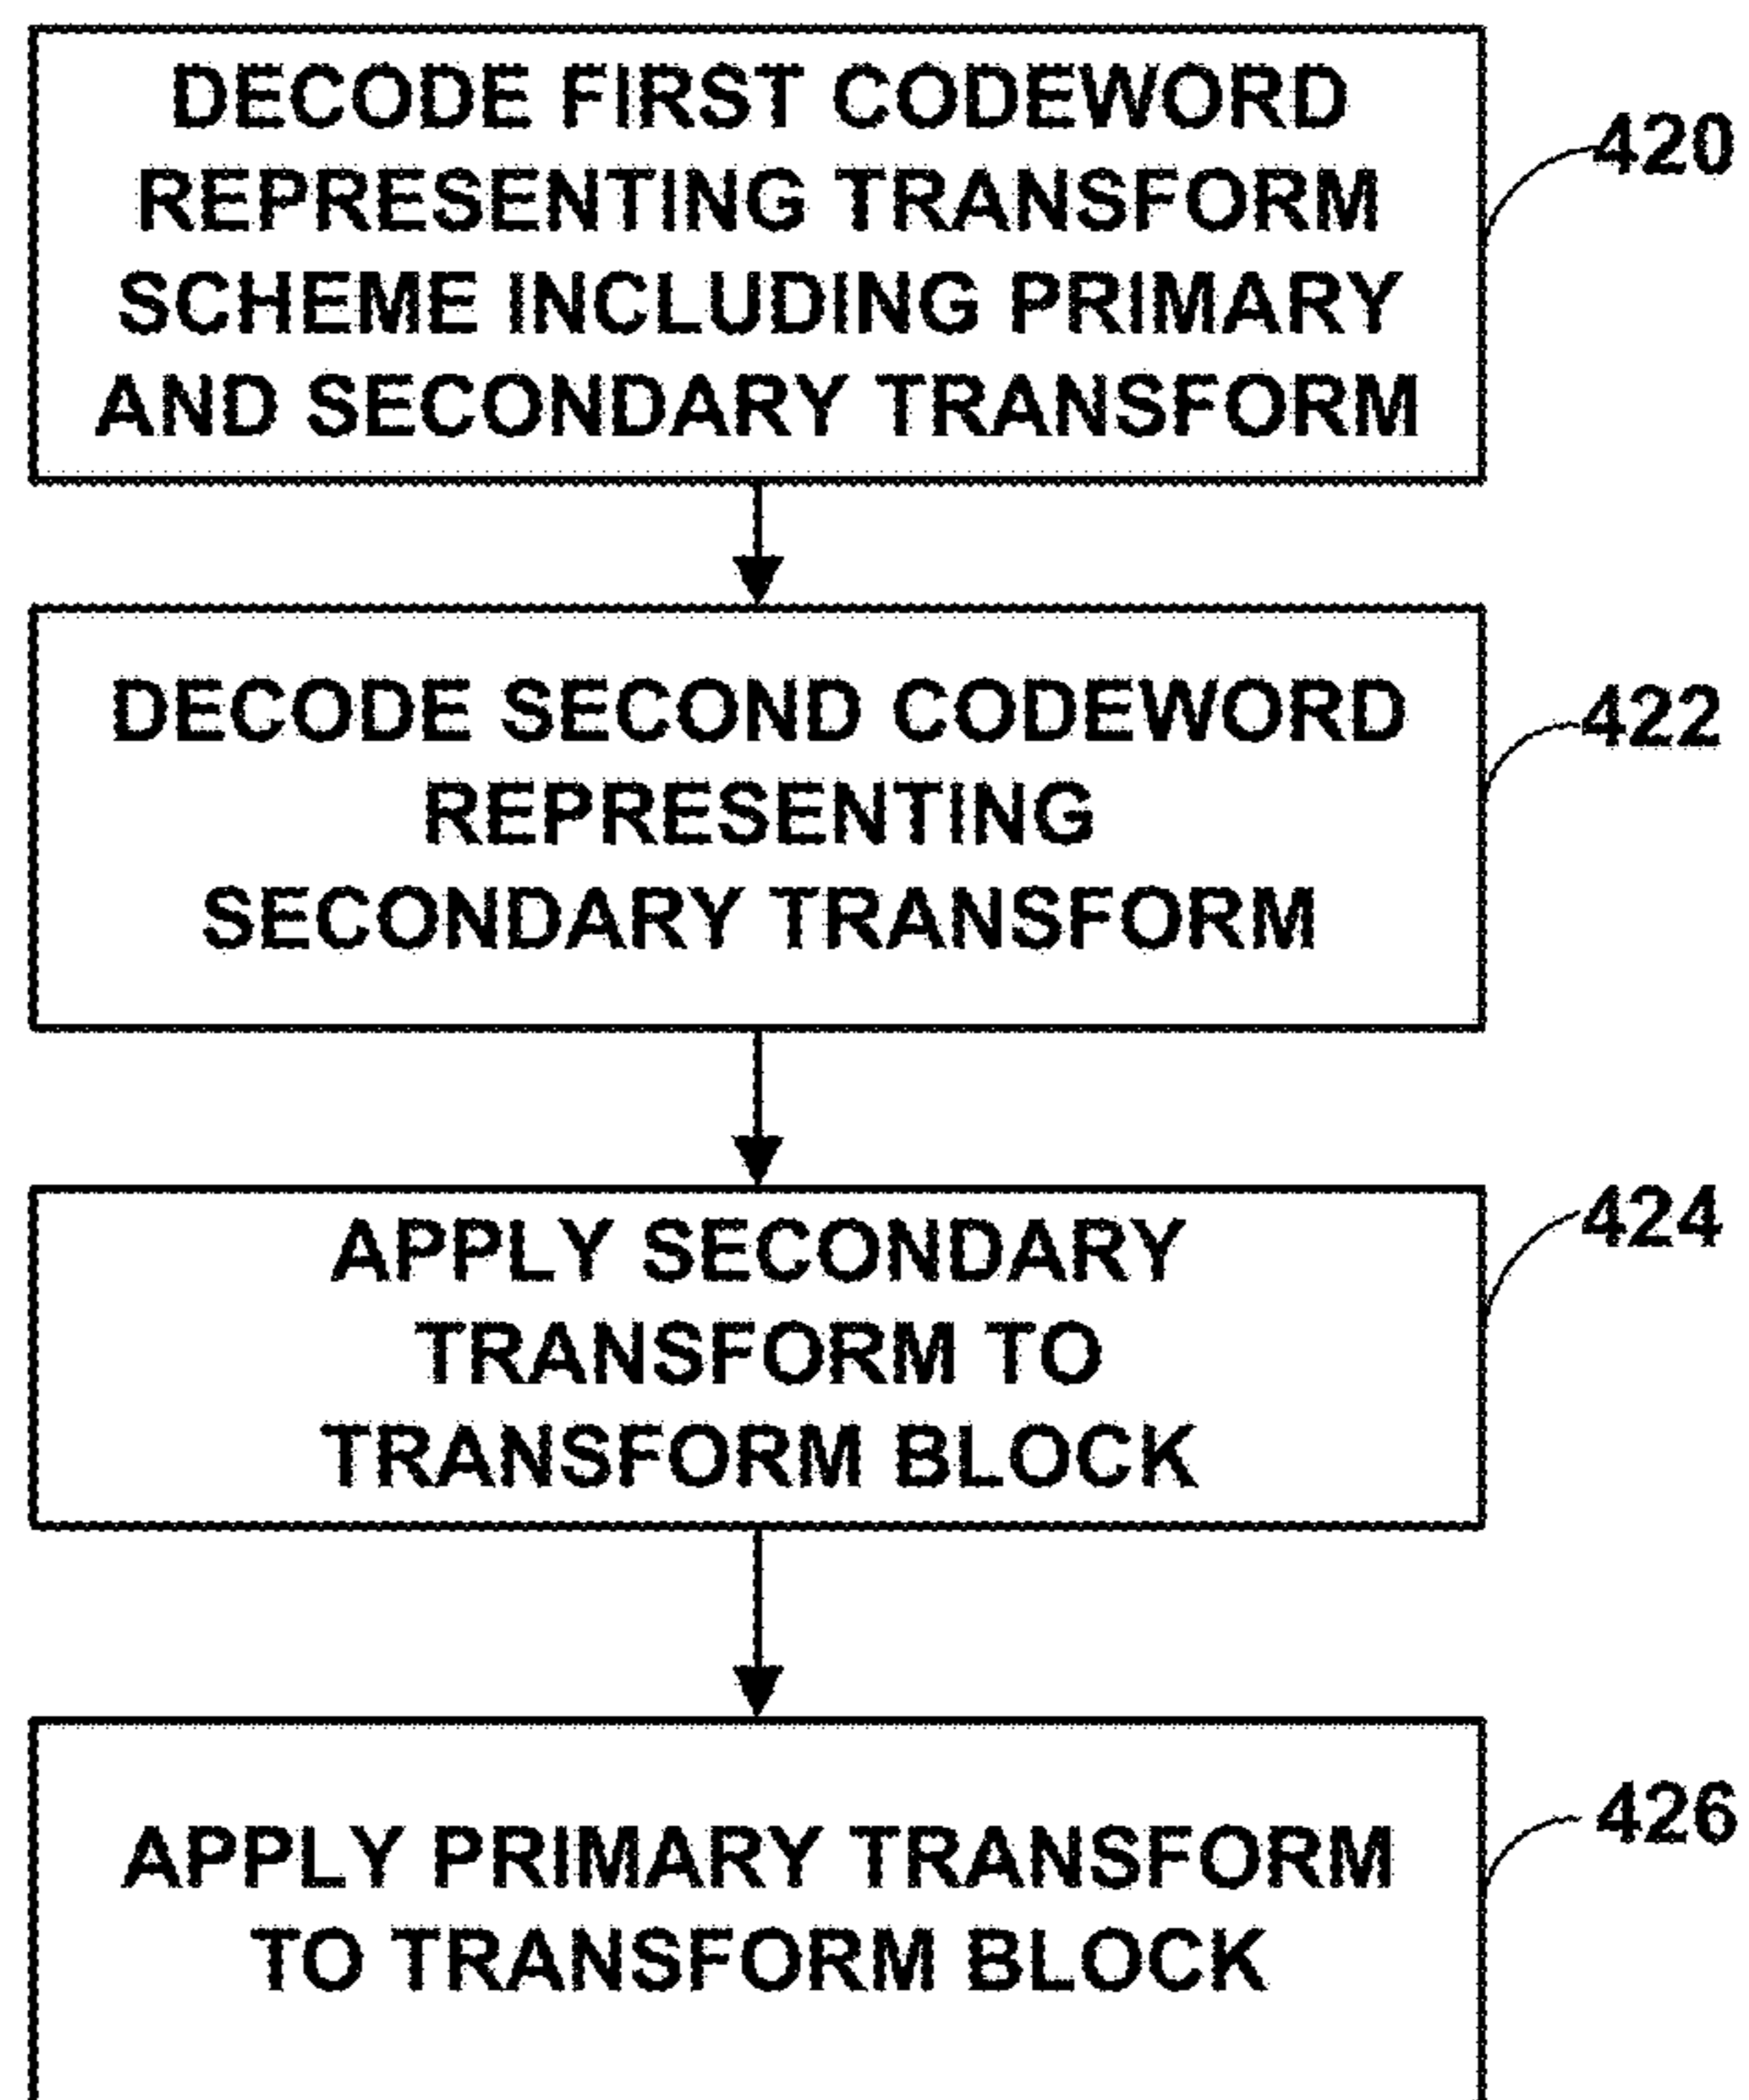 DECODE FIRST CODEWORD
REPRESENTING TRANSFORM
SCHEME INCLUDING PRIMARY
AND SECONDARY TRANSFORM
420
DECODE SECOND CODEWORD
REPRESENTING
SECONDARY TRANSFORM
422
APPLY SECONDARY
TRANSFORM TO
TRANSFORM BLOCK
424
APPLY PRIMARY TRANSFORM
TO TRANSFORM BLOCK
426